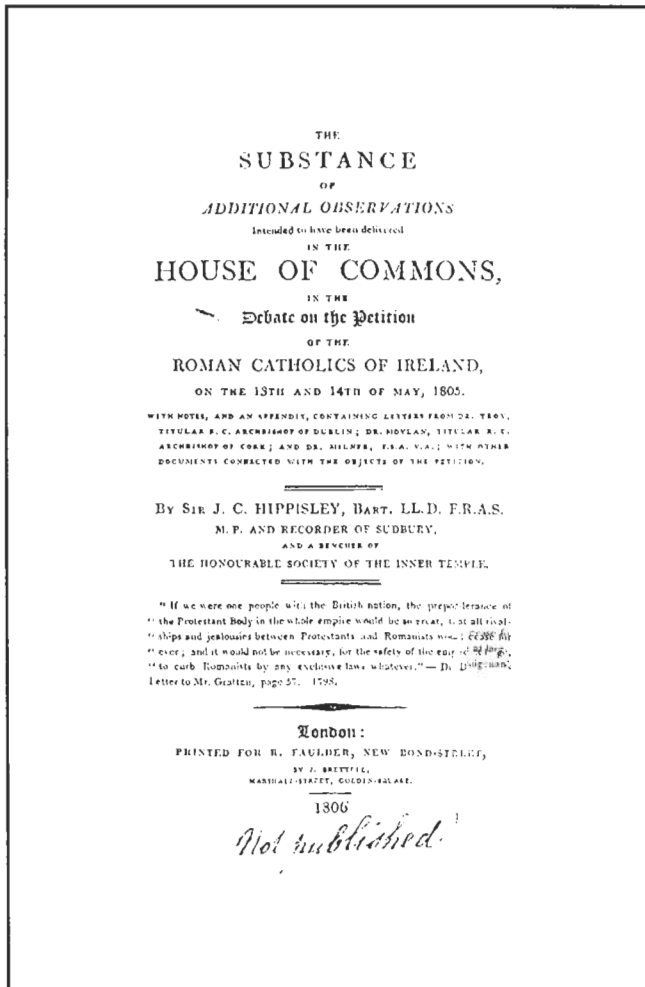 THE
SUBSTANCE
OF
ADDITIONAL OBSERVATIONS
Intended to have been delivered
IN THE
HOUSE OF COMMONS,
IN THE
Debate on the Petition
OF THE
ROMAN CATHOLICS OF IRELAND,
ON THE 13TH AND 14TH OF MAY, 1805.
WITH NOTES, AND AN APPENDIX, CONTAINING LETTERS FROM DR. TROY,
TITULAR R. C. ARCHBISHOP OF DUBLIN; DR. MOYLAN, TITULAR R. C.
ARCHBISHOP OF CORK; AND DR. MILNER, F.S.A. V.A.; WITH OTHER
DOCUMENTS CONNECTED WITH THE OBJECTS OF THE PETITION.
BY SIR J. C. HIPPISLEY, BART. LL.D. F.R.A.S.
M. P. AND RECORDER OF SUDBURY,
AND A BENCHER OF
THE HONOURABLE SOCIETY OF THE INNER TEMPLE.
" If we were one people with the British nation, the preponderance of
" the Protestant Body in the whole empire would be so great, that all rival-
" ships and jealousies between Protestants and Romanists would cease for
" ever; and it would not be necessary, for the safety of the empire at large,
" to curb Romanists by any exclusive laws whatever."— Dr. Duigenan's
Letter to Mr. Grattan, page 57. 1798.
London:
PRINTED FOR R. FAULDER, NEW BOND-STREET,
BY J. BRETTELL,
MARSHALL-STREET, GOLDEN-SQUARE.
1806
Not published.